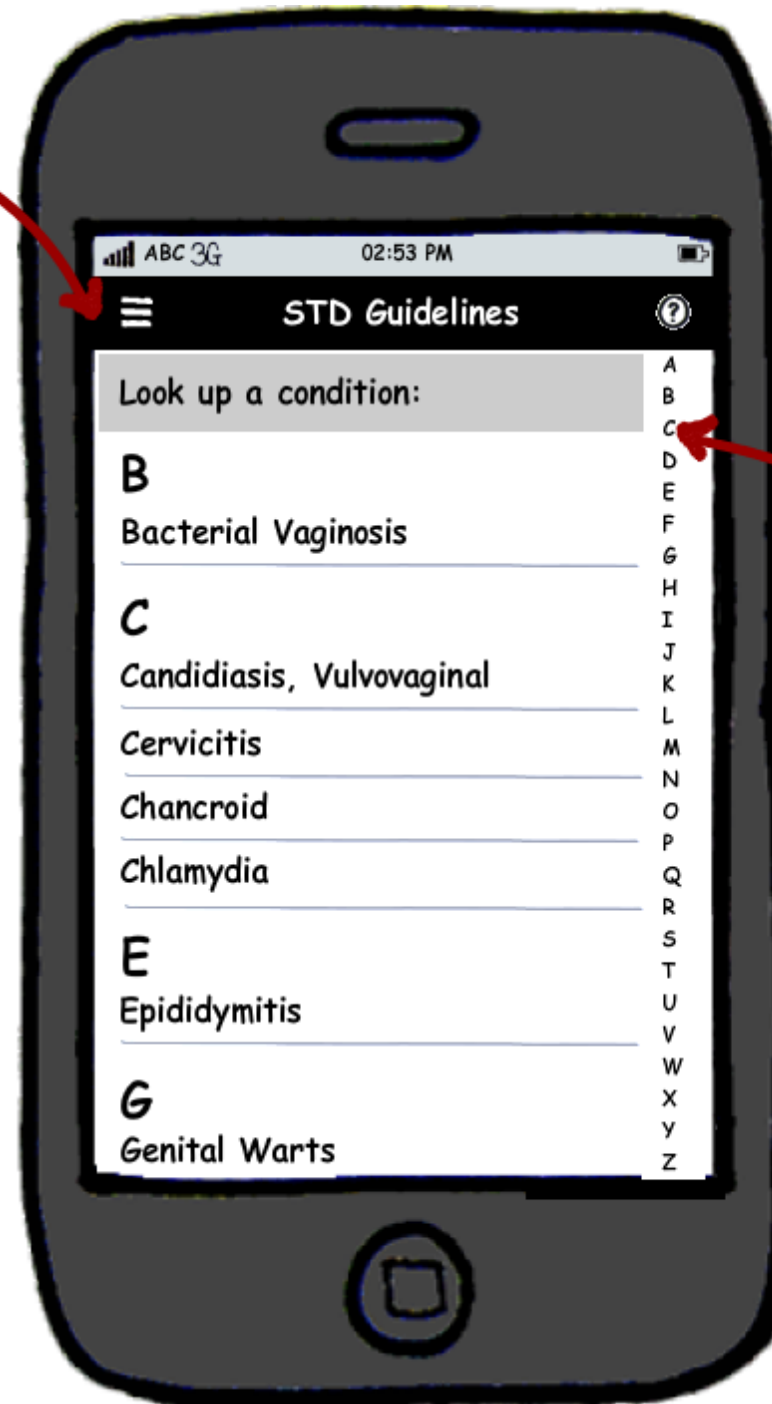 ABC 3G 02:53 PM
STD Guidelines ?
Look up a condition:
B
Bacterial Vaginosis
C
Candidiasis, Vulvovaginal
Cervicitis
Chancroid
Chlamydia
E
Epididymitis
G
Genital Warts
A
B
C
D
E
F
G
H
I
J
K
L
M
N
O
P
Q
R
S
T
U
V
W
X
Y
Z